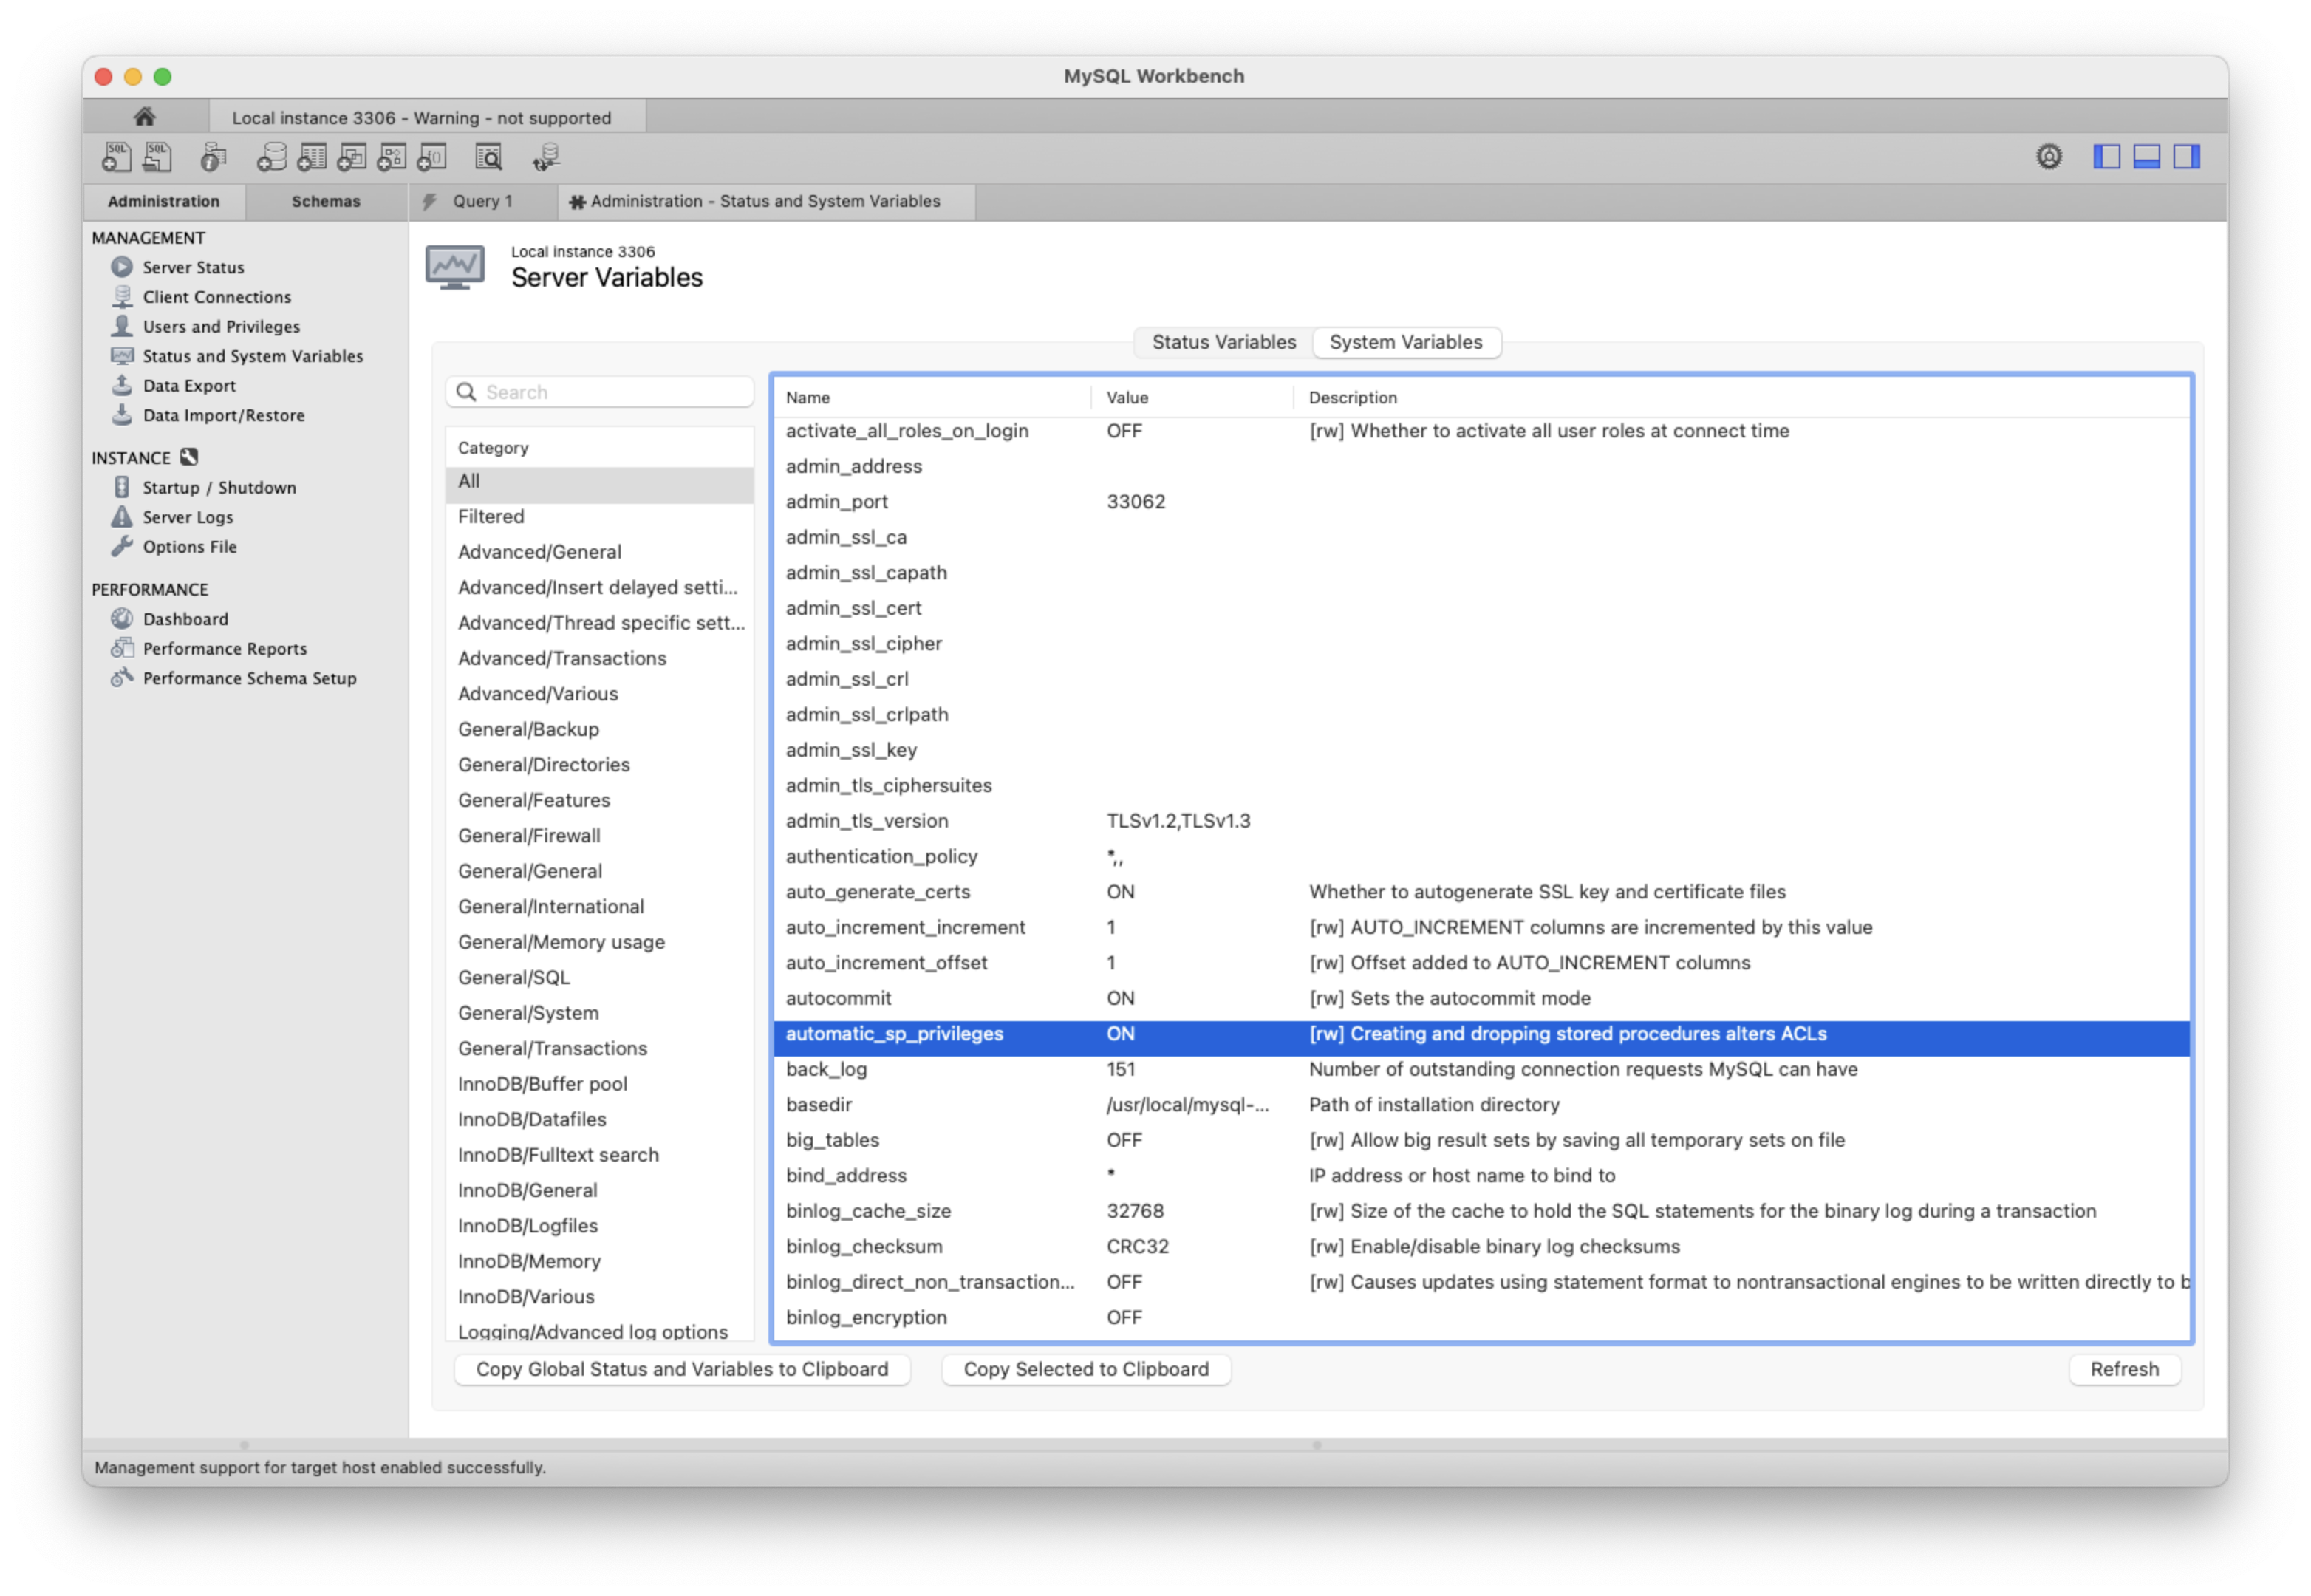 MySQL Workbench
Local instance 3306 - Warning - not supported
SQL SQL
Administration Schemas Query 1 Administration - Status and System Variables
MANAGEMENT
Server Status
Client Connections
Users and Privileges
Status and System Variables
Data Export
Data Import/Restore
INSTANCE
Startup / Shutdown
Server Logs
Options File
PERFORMANCE
Dashboard
Performance Reports
Performance Schema Setup
Local instance 3306
Server Variables
Status Variables System Variables
Search
Category
All
Filtered
Advanced/General
Advanced/Insert delayed setti...
Advanced/Thread specific sett...
Advanced/Transactions
Advanced/Various
General/Backup
General/Directories
General/Features
General/Firewall
General/General
General/International
General/Memory usage
General/SQL
General/System
General/Transactions
InnoDB/Buffer pool
InnoDB/Datafiles
InnoDB/Fulltext search
InnoDB/General
InnoDB/Logfiles
InnoDB/Memory
InnoDB/Various
Logging/Advanced log options
Name Value Description
activate_all_roles_on_login OFF [rw] Whether to activate all user roles at connect time
admin_address
admin_port 33062
admin_ssl_ca
admin_ssl_capath
admin_ssl_cert
admin_ssl_cipher
admin_ssl_crl
admin_ssl_crlpath
admin_ssl_key
admin_tls_ciphersuites
admin_tls_version TLSv1.2,TLSv1.3
authentication_policy *,,
auto_generate_certs ON Whether to autogenerate SSL key and certificate files
auto_increment_increment 1 [rw] AUTO_INCREMENT columns are incremented by this value
auto_increment_offset 1 [rw] Offset added to AUTO_INCREMENT columns
autocommit ON [rw] Sets the autocommit mode
automatic_sp_privileges ON [rw] Creating and dropping stored procedures alters ACLs
back_log 151 Number of outstanding connection requests MySQL can have
basedir /usr/local/mysql-... Path of installation directory
big_tables OFF [rw] Allow big result sets by saving all temporary sets on file
bind_address * IP address or host name to bind to
binlog_cache_size 32768 [rw] Size of the cache to hold the SQL statements for the binary log during a transaction
binlog_checksum CRC32 [rw] Enable/disable binary log checksums
binlog_direct_non_transaction... OFF [rw] Causes updates using statement format to nontransactional engines to be written directly to b
binlog_encryption OFF
Copy Global Status and Variables to Clipboard Copy Selected to Clipboard Refresh
Management support for target host enabled successfully.